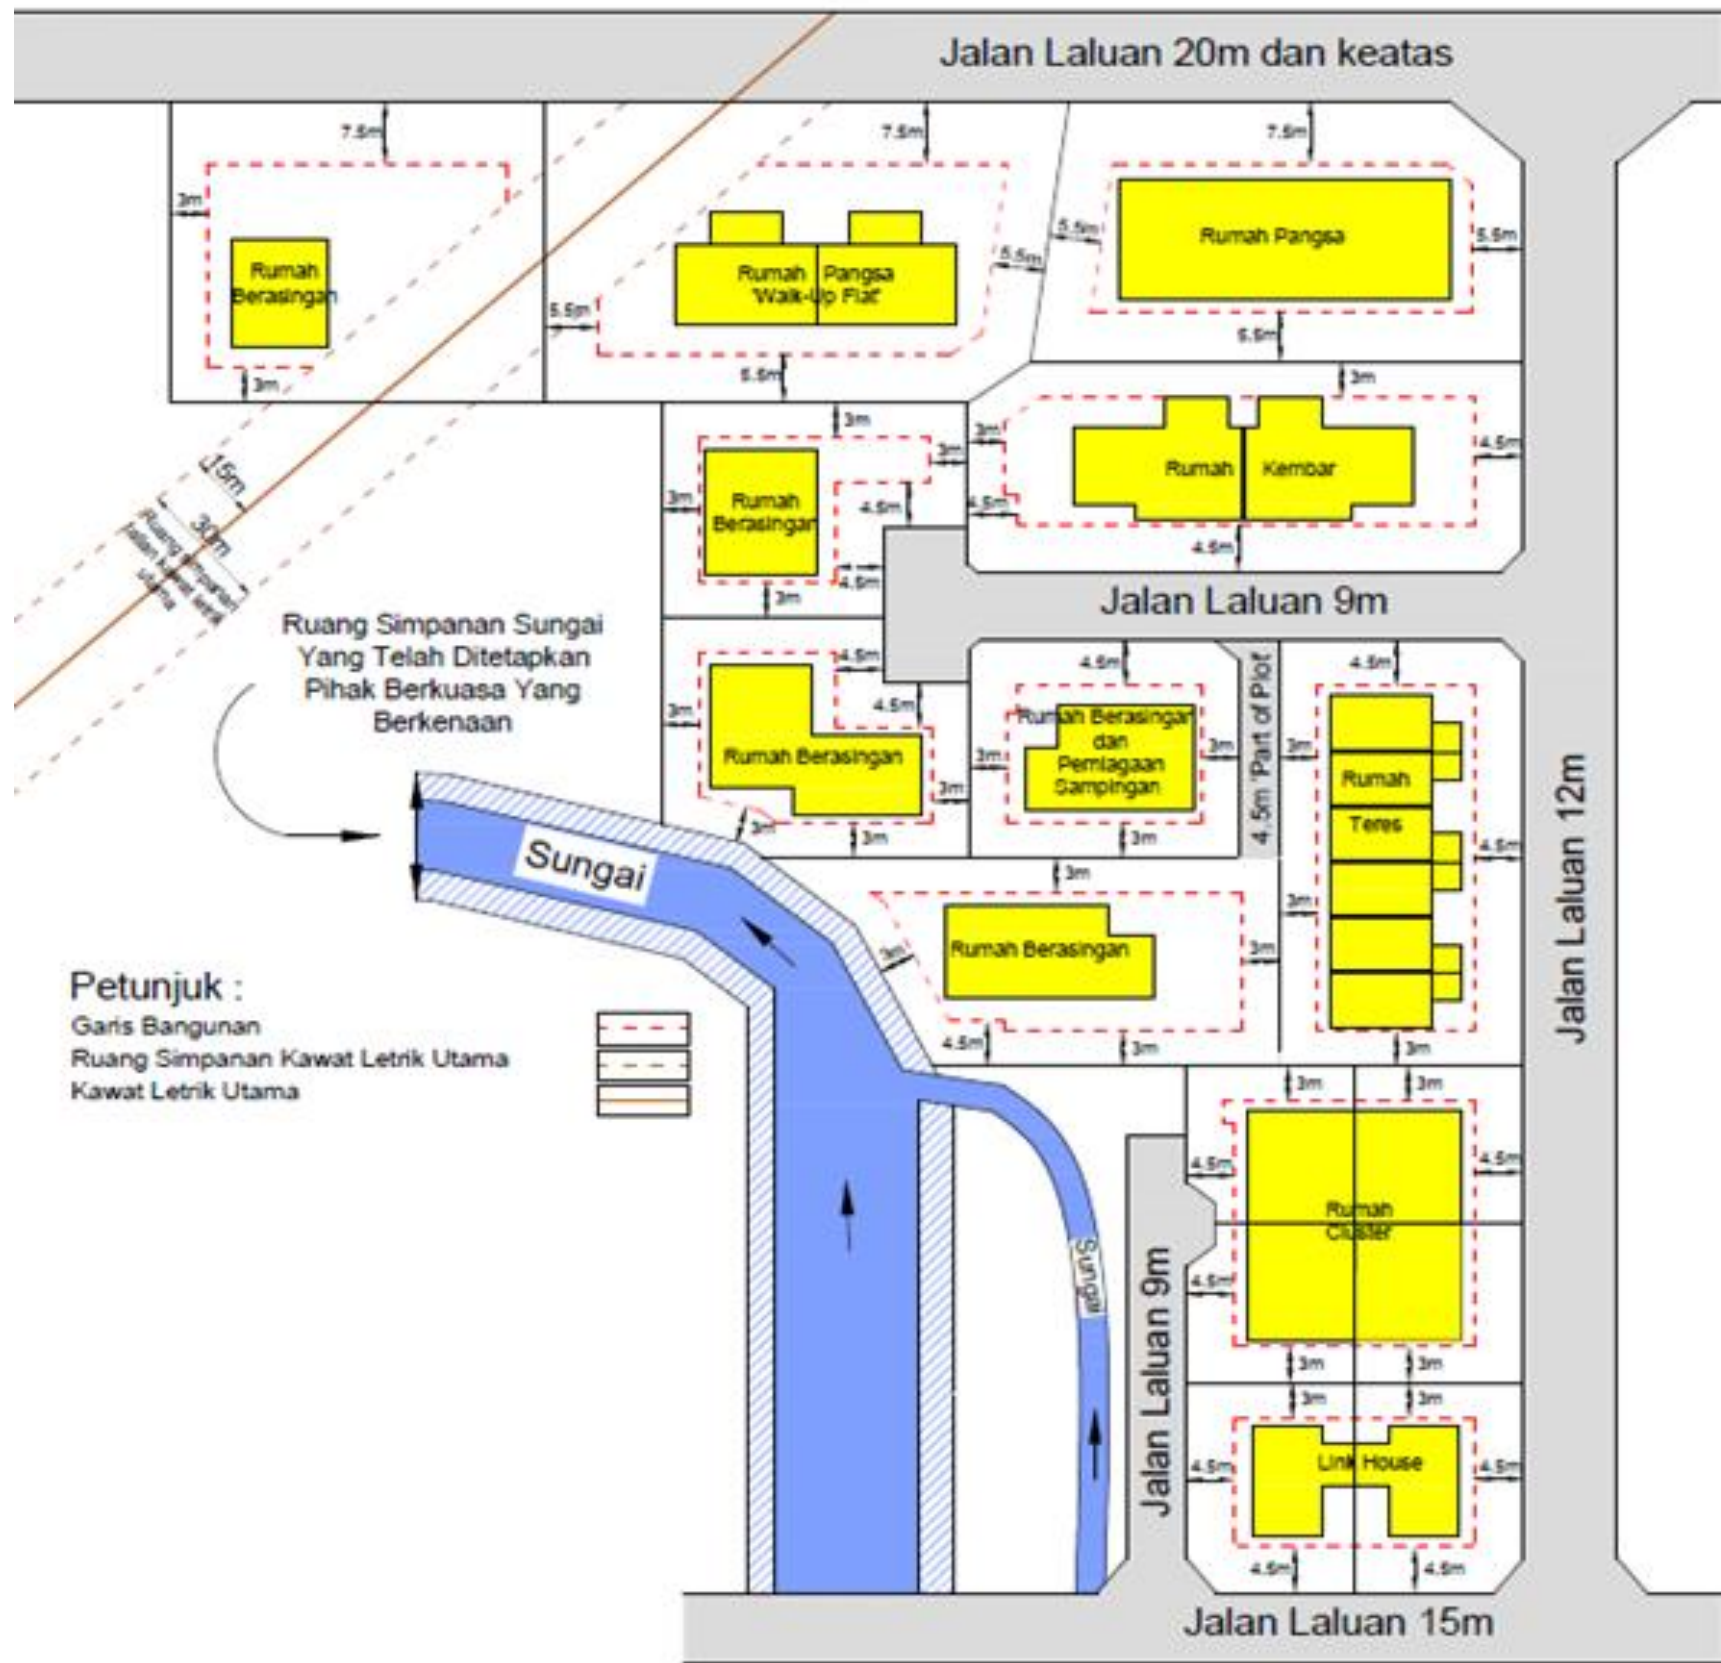 Jalan Laluan 20m dan keatas
7.5m
7.5m
7.5m
3m
Rumah
Berasingan
3m
Rumah Pangsa
'Walk-Up Flat'
5.5m
5.5m
5.5m
5.5m
Rumah Pangsa
5.5m
5.5m
3m
3m
Rumah
Berasingan
3m
3m
4.5m
4.5m
3m
3m
4.5m
Rumah Kembar
4.5m
4.5m
15m
30m
Ruang Simpanan
Jalan Kawat letrik
utama
Jalan Laluan 9m
Ruang Simpanan Sungai
Yang Telah Ditetapkan
Pihak Berkuasa Yang
Berkenaan
4.5m
4.5m
3m
Rumah Berasingan
3m
3m
3m
4.5m
3m
Rumah Berasingan
dan
Perniagaan
Sampingan
3m
3m
4.5m 'Part of Plot'
4.5m
3m
Rumah
Teres
4.5m
3m
3m
Jalan Laluan 12m
Sungai
3m
3m
Rumah Berasingan
3m
4.5m
3m
Petunjuk :
Garis Bangunan
Ruang Simpanan Kawat Letrik Utama
Kawat Letrik Utama
3m
3m
4.5m
4.5m
Rumah
Cluster
4.5m
3m
3m
Sungai
Jalan Laluan 9m
3m
3m
4.5m
Link House
4.5m
4.5m
4.5m
Jalan Laluan 15m